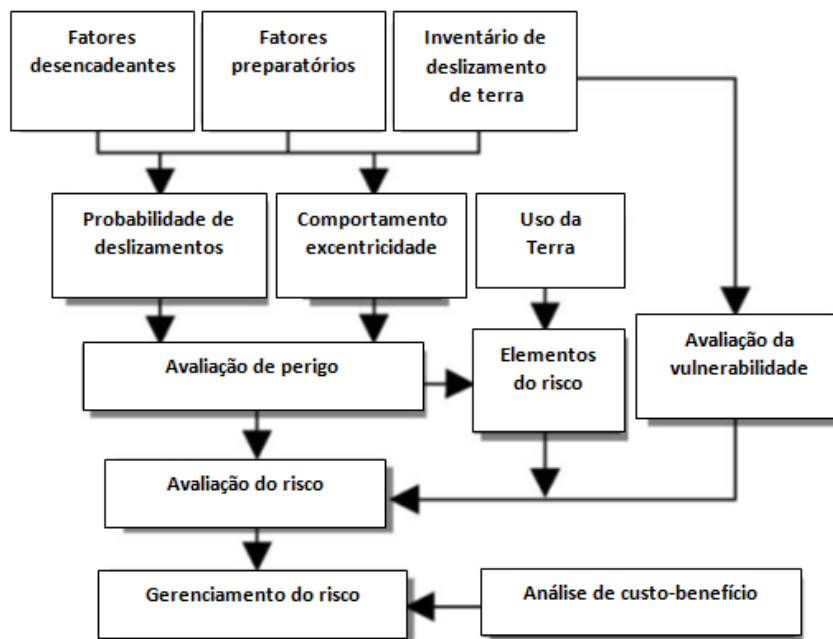 Fatores
desencadeantes
Fatores
preparatórios
Inventário de
deslizamento
de terra
Probabilidade de
deslizamentos
Comportamento
excentricidade
Uso da
Terra
Avaliação de perigo
Elementos
do risco
Avaliação da
vulnerabilidade
Avaliação do risco
Gerenciamento do risco
Análise de custo-benefício